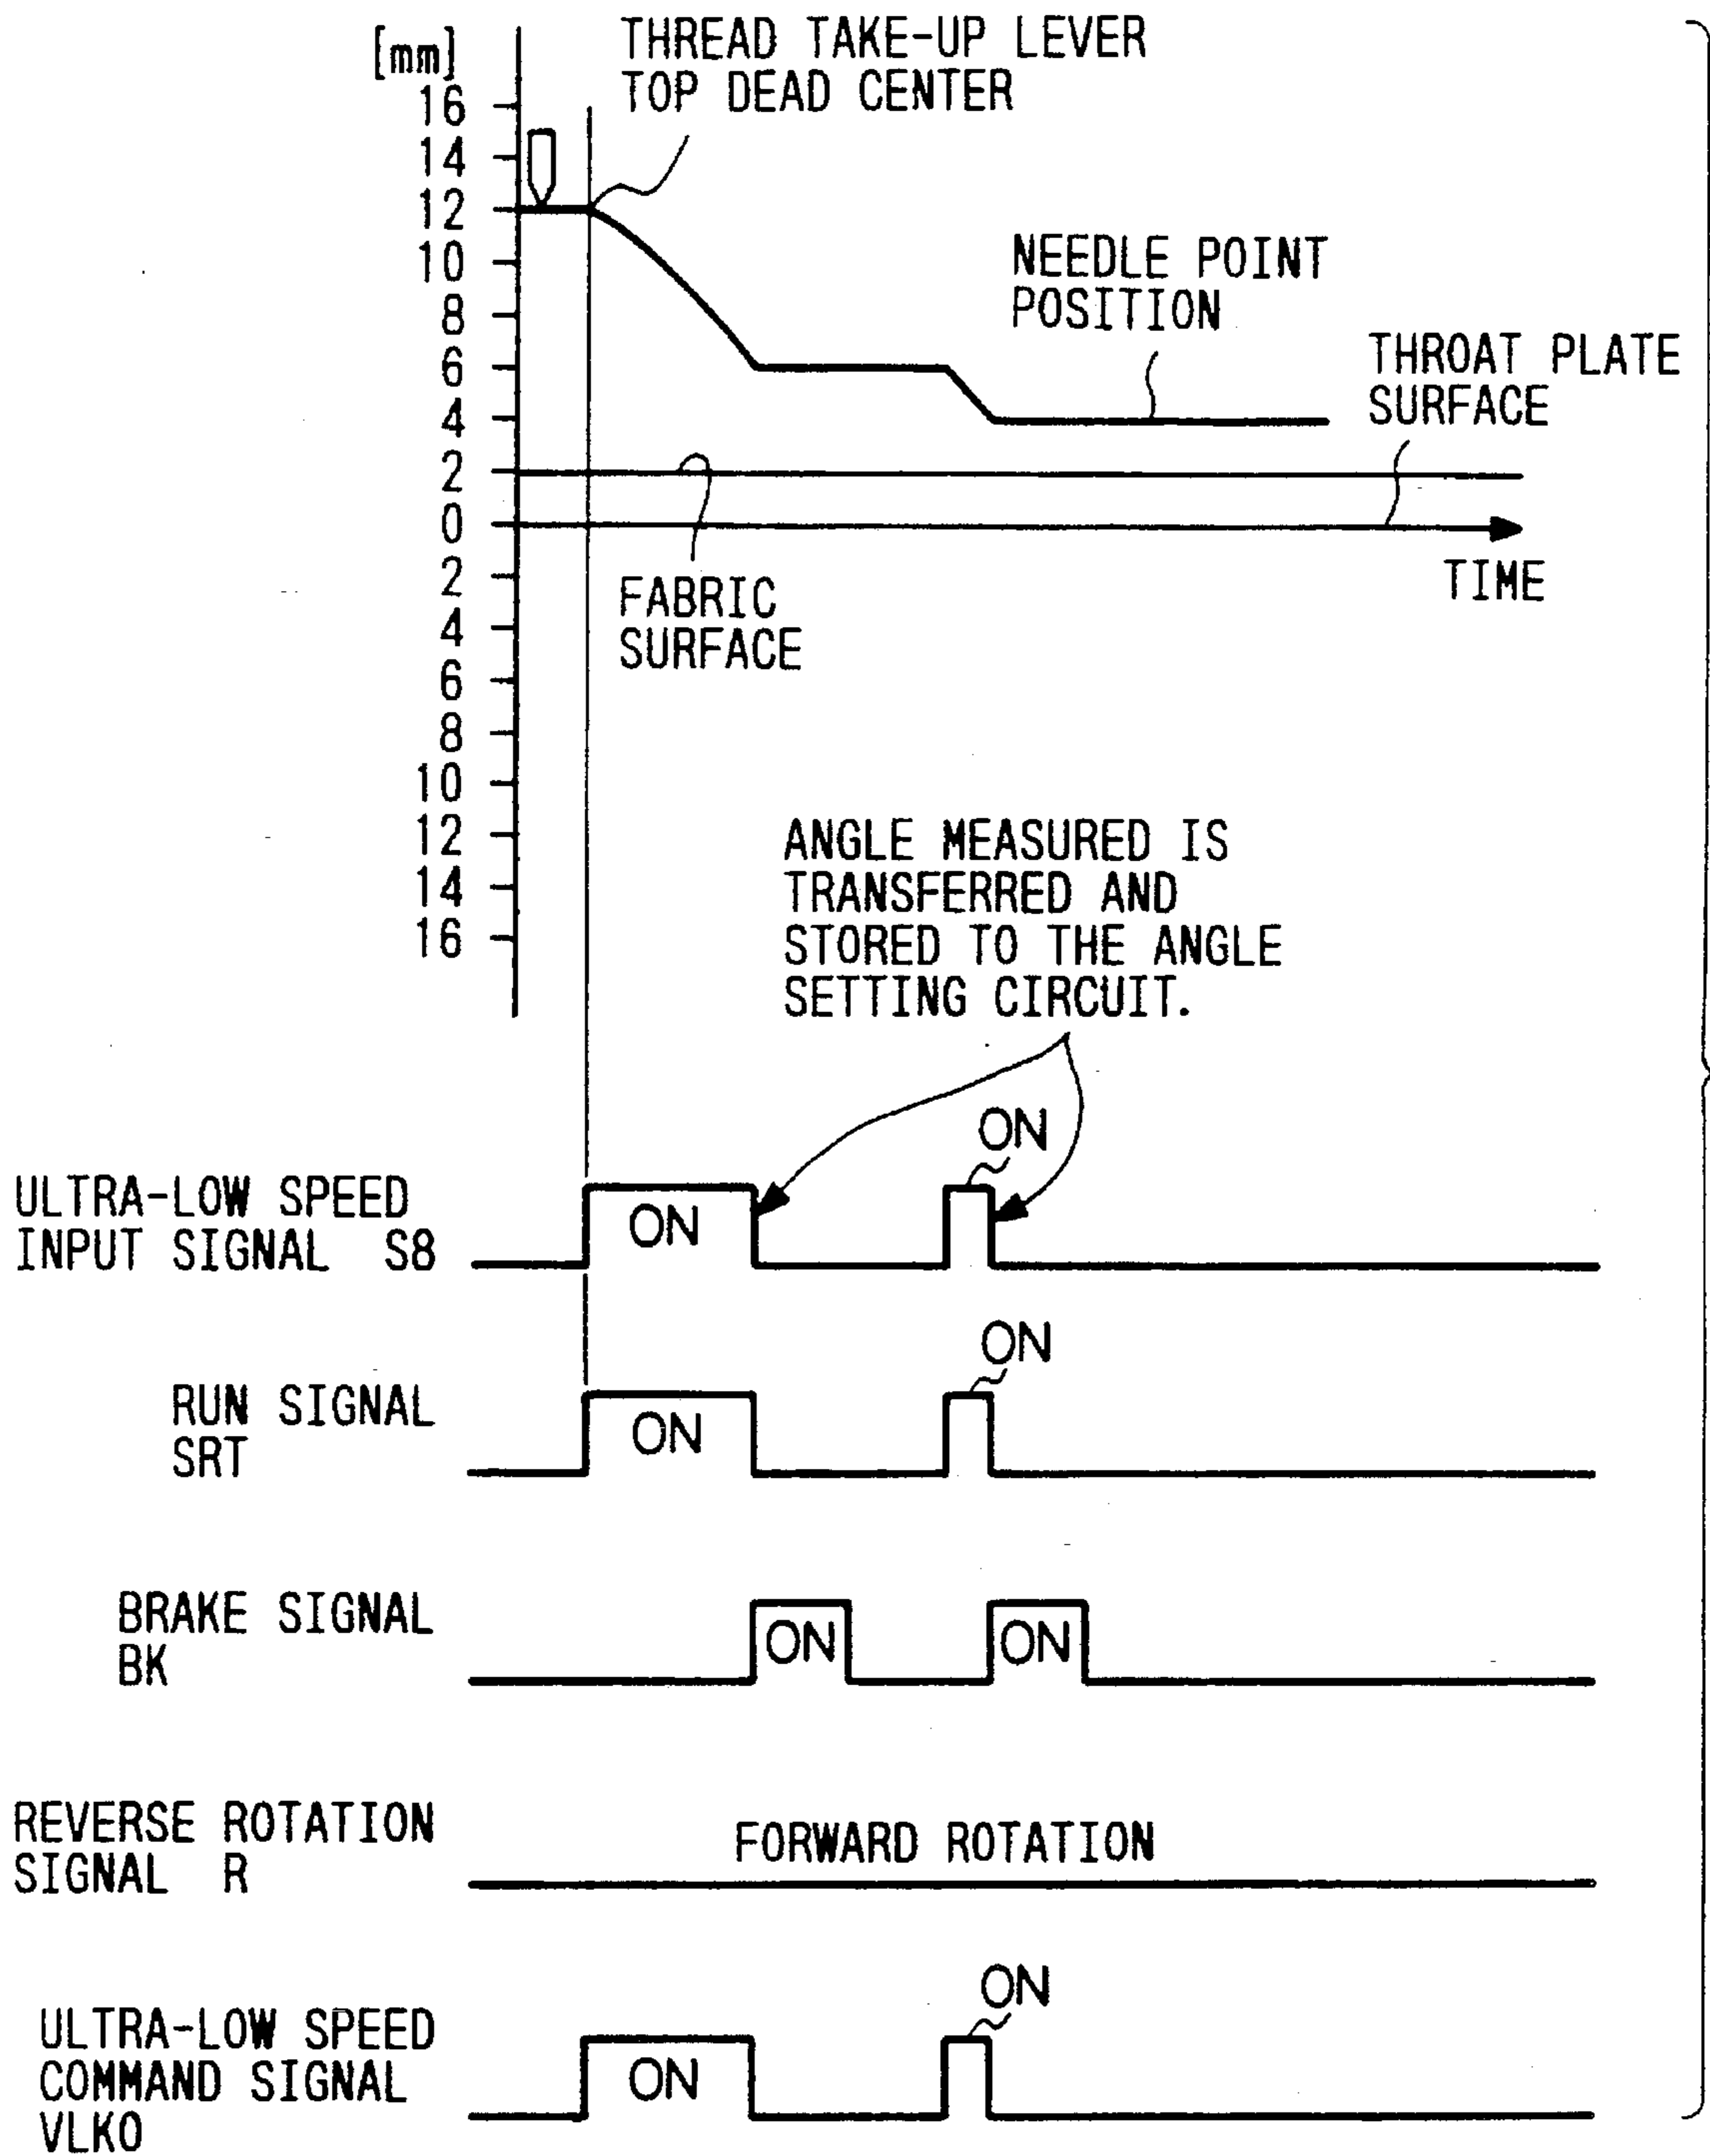 [mm]
THREAD TAKE-UP LEVER
TOP DEAD CENTER
16
14
12
10
8
6
4
2
0
2
4
6
8
10
12
14
16
NEEDLE POINT
POSITION
THROAT PLATE
SURFACE
TIME
FABRIC
SURFACE
ANGLE MEASURED IS
TRANSFERRED AND
STORED TO THE ANGLE
SETTING CIRCUIT.
ULTRA-LOW SPEED
INPUT SIGNAL S8
ON
ON
RUN SIGNAL
SRT
ON
ON
BRAKE SIGNAL
BK
ON
ON
REVERSE ROTATION
SIGNAL R
FORWARD ROTATION
ULTRA-LOW SPEED
COMMAND SIGNAL
VLKO
ON
ON